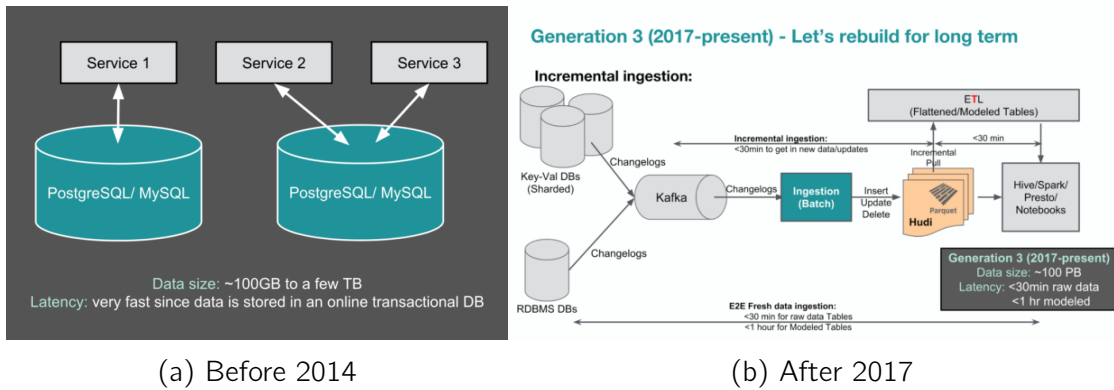 Service 1
Service 2
Service 3
PostgreSQL/ MySQL
PostgreSQL/ MySQL
Data size: ~100GB to a few TB
Latency: very fast since data is stored in an online transactional DB
(a) Before 2014
Generation 3 (2017-present) - Let's rebuild for long term
Incremental ingestion:
ETL
(Flattened/Modeled Tables)
Incremental ingestion:
<30min to get in new data/updates
<30 min
Incremental
Pull
Changelogs
Key-Val DBs
(Sharded)
Kafka
Changelogs
Ingestion
(Batch)
Insert
Update
Delete
Parquet
Hudi
Hive/Spark/
Presto/
Notebooks
Changelogs
RDBMS DBs
Generation 3 (2017-present)
Data size: ~100 PB
Latency: <30min raw data
<1 hr modeled
E2E Fresh data ingestion:
<30 min for raw data Tables
<1 hour for Modeled Tables
(b) After 2017